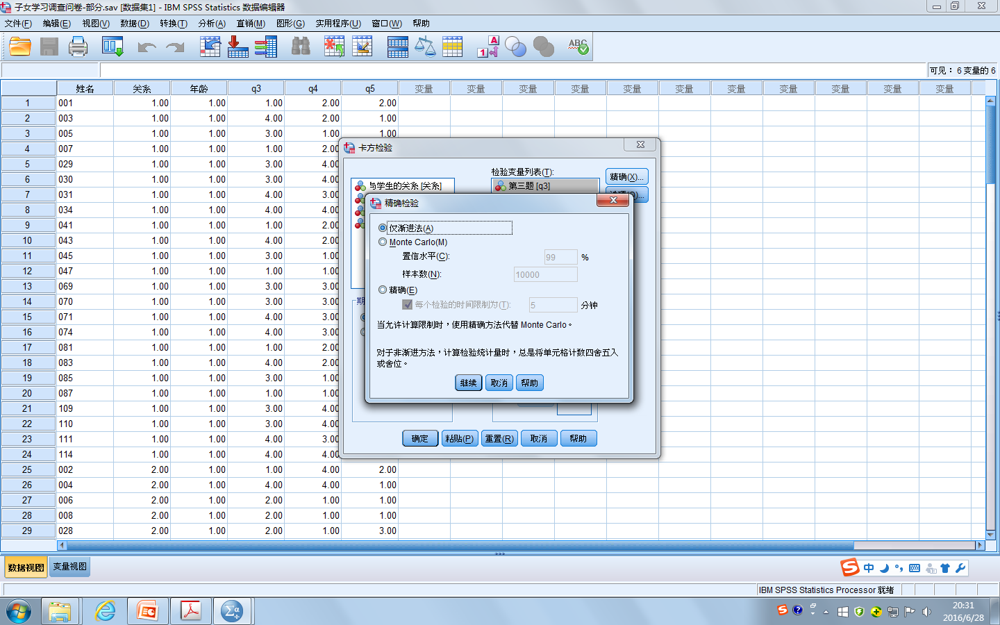 子女学习调查问卷-部分.sav [数据集1] - IBM SPSS Statistics 数据编辑器
文件(F) 编辑(E) 视图(V) 数据(D) 转换(T) 分析(A) 直销(M) 图形(G) 实用程序(U) 窗口(W) 帮助
可见： 6 变量的 6
姓名 关系 年龄 q3 q4 q5 变量 变量 变量 变量 变量 变量 变量 变量 变量 变量 变量
1 001 1.00 1.00 1.00 2.00 2.00
2 003 1.00 1.00 4.00 2.00 1.00
3 005 1.00 1.00 3.00 1.00 1.00
4 007 1.00 1.00 1.00 2.00
5 029 1.00 1.00 3.00 4.00
6 030 1.00 1.00 3.00 4.00
7 031 1.00 1.00 4.00 3.00
8 034 1.00 1.00 4.00 4.00
9 041 1.00 1.00 1.00 2.00
10 043 1.00 1.00 4.00 2.00
11 045 1.00 1.00 3.00 1.00
12 047 1.00 1.00 1.00 1.00
13 069 1.00 1.00 3.00 3.00
14 070 1.00 1.00 3.00 3.00
15 071 1.00 1.00 4.00 3.00
16 074 1.00 1.00 4.00 3.00
17 081 1.00 1.00 1.00 2.00
18 083 1.00 1.00 4.00 2.00
19 085 1.00 1.00 3.00 1.00
20 087 1.00 1.00 1.00 1.00
21 109 1.00 1.00 3.00 4.00
22 110 1.00 1.00 3.00 4.00
23 111 1.00 1.00 4.00 3.00
24 114 1.00 1.00 4.00 4.00
25 002 2.00 1.00 1.00 4.00 2.00
26 004 2.00 1.00 4.00 4.00 1.00
27 006 2.00 1.00 2.00 1.00 1.00
28 008 2.00 1.00 2.00 1.00 1.00
29 028 2.00 1.00 2.00 1.00 3.00
卡方检验
检验变量列表(T):
与学生的关系 [关系]
第三题 [q3]
精确(X)...
期
确定 粘贴(P) 重置(R) 取消 帮助
精确检验
仅渐进法(A)
Monte Carlo(M)
置信水平(C): 99 %
样本数(N): 10000
精确(E)
每个检验的时间限制为(T): 5 分钟
当允许计算限制时，使用精确方法代替 Monte Carlo。
对于非渐进方法，计算检验统计量时，总是将单元格计数四舍五入
或舍位。
继续 取消 帮助
数据视图 变量视图
中
IBM SPSS Statistics Processor 就绪
20:31
2016/6/28